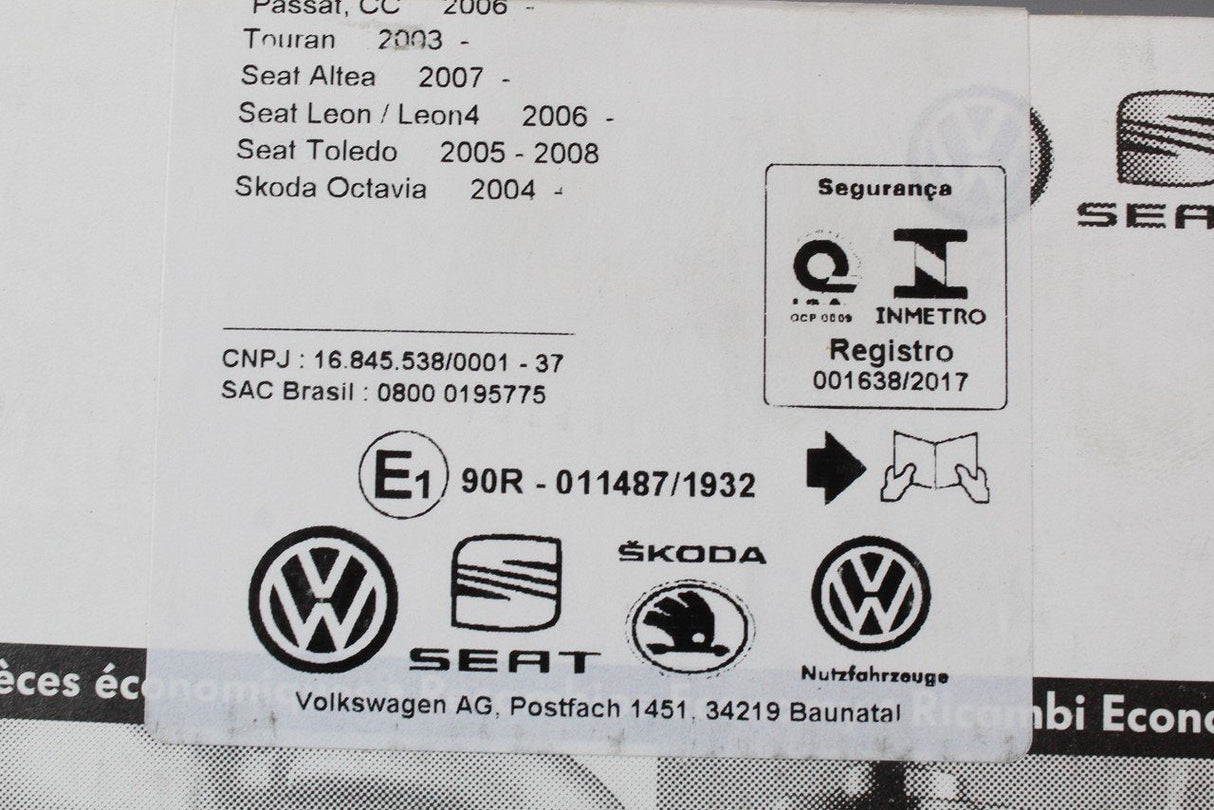 Passat, CC 2006 -
Touran 2003 -
Seat Altea 2007 -
Seat Leon / Leon4 2006 -
Seat Toledo 2005 - 2008
Skoda Octavia 2004 -
SEA
Segurança
OCP 0009
INMETRO
Registro
001638/2017
CNPJ : 16.845.538/0001 - 37
SAC Brasil : 0800 0195775
E1 90R - 011487/1932
SEAT
ŠKODA
Nutzfahrzeuge
Volkswagen AG, Postfach 1451, 34219 Baunatal
èces économi Ricambi Econo